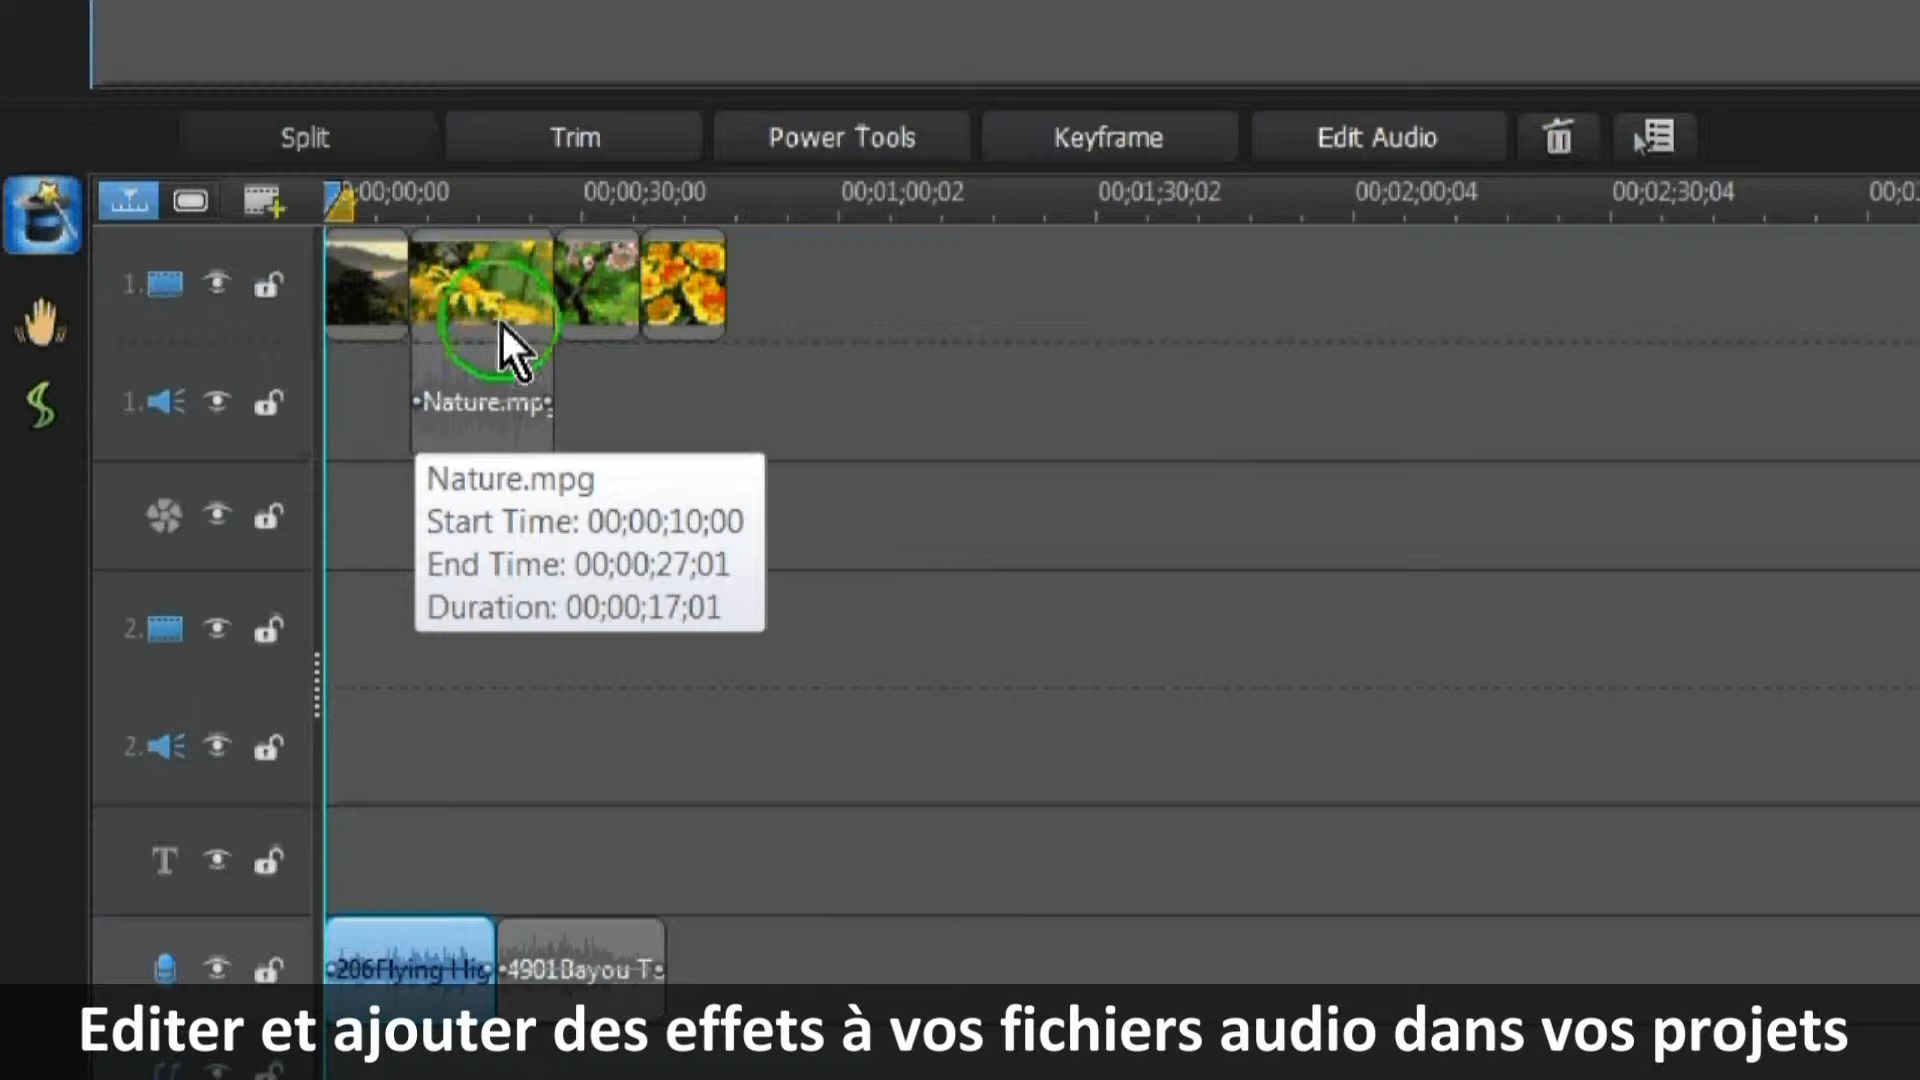 Split
Trim
Power Tools
Keyframe
Edit Audio
00;00;30;00
00;01;00;02
00;01;30;02
00;02;00;04
00;02;30;04
1.
1.
Nature.mpg
Nature.mpg
Start Time: 00;00;10;00
End Time: 00;00;27;01
Duration: 00;00;17;01
2.
2.
T
4901Bayou
Editer et ajouter des effets à vos fichiers audio dans vos projets